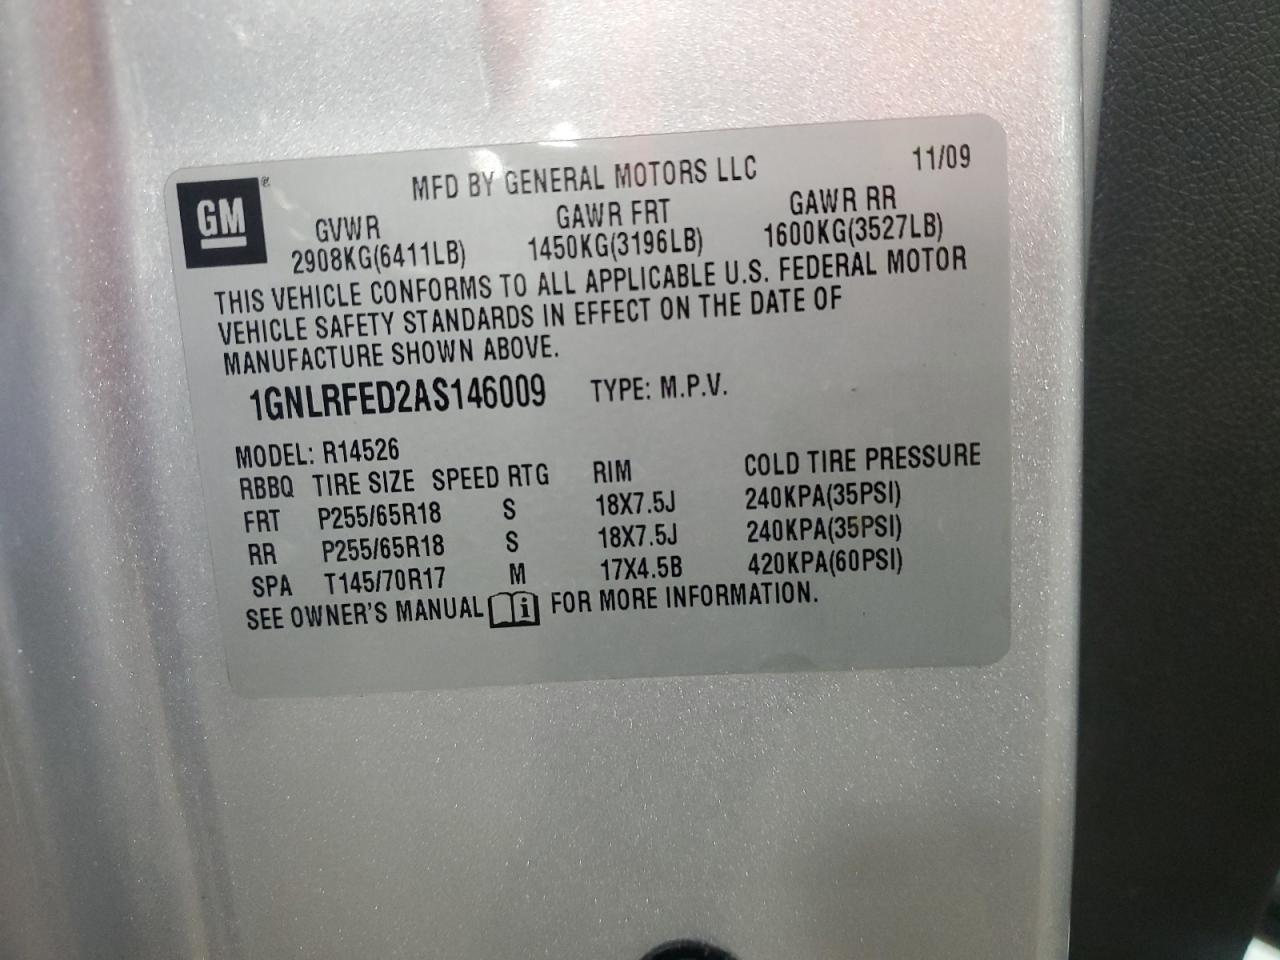 GM ®
MFD BY GENERAL MOTORS LLC 11/09
GVWR GAWR FRT GAWR RR
2908KG(6411LB) 1450KG(3196LB) 1600KG(3527LB)
THIS VEHICLE CONFORMS TO ALL APPLICABLE U.S. FEDERAL MOTOR
VEHICLE SAFETY STANDARDS IN EFFECT ON THE DATE OF
MANUFACTURE SHOWN ABOVE.
1GNLRFED2AS146009 TYPE: M.P.V.
MODEL: R14526
RBBQ TIRE SIZE SPEED RTG RIM COLD TIRE PRESSURE
FRT P255/65R18 S 18X7.5J 240KPA(35PSI)
RR P255/65R18 S 18X7.5J 240KPA(35PSI)
SPA T145/70R17 M 17X4.5B 420KPA(60PSI)
SEE OWNER'S MANUAL i FOR MORE INFORMATION.